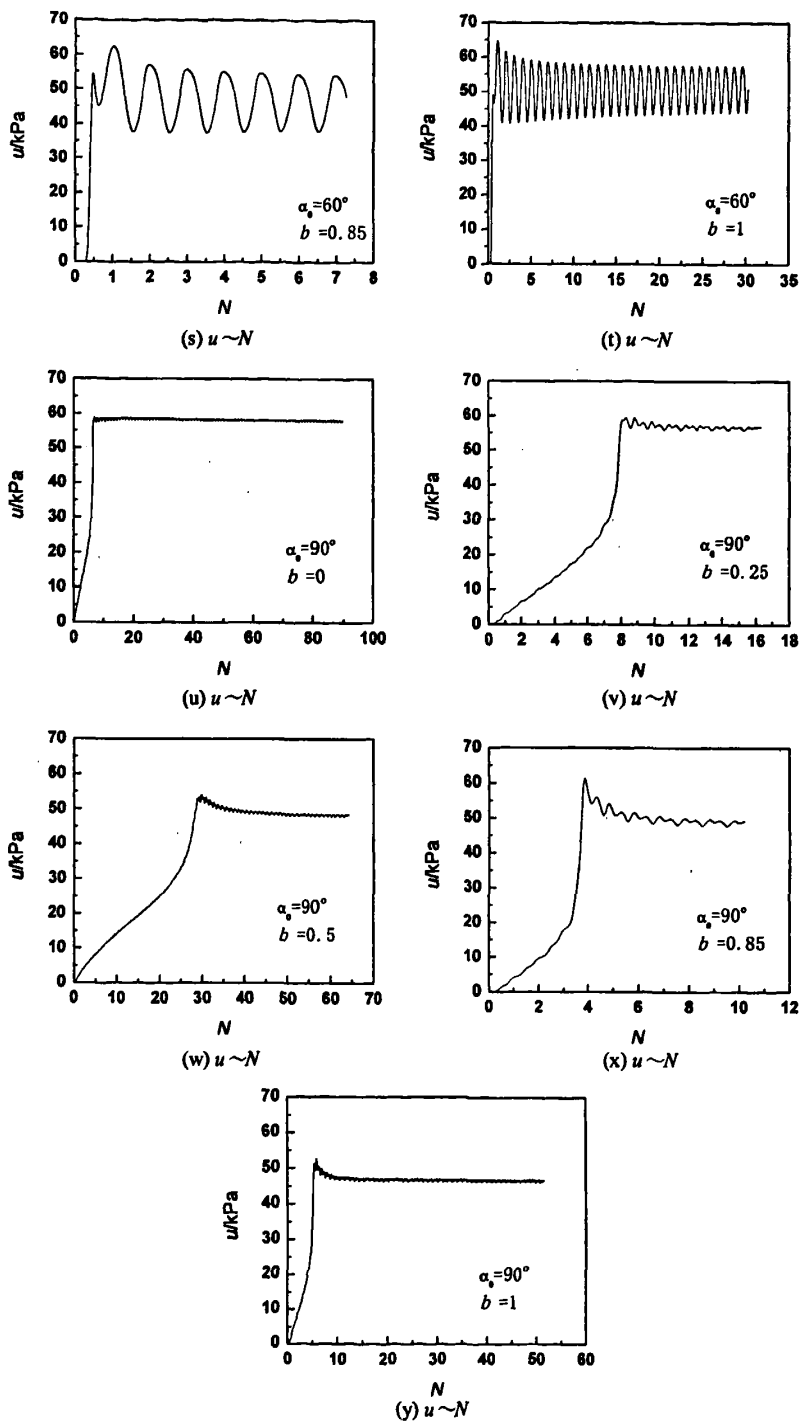 70
60
50
40
30
20
10
0
u/kPa
α₀=60°
b =0.85
0 1 2 3 4 5 6 7 8
N
(s) u～N
70
60
50
40
30
20
10
0
u/kPa
α₀=60°
b =1
0 5 10 15 20 25 30 35
N
(t) u～N
70
60
50
40
30
20
10
0
u/kPa
α₀=90°
b =0
0 20 40 60 80 100
N
(u) u～N
70
60
50
40
30
20
10
0
u/kPa
α₀=90°
b =0.25
0 2 4 6 8 10 12 14 16 18
N
(v) u～N
70
60
50
40
30
20
10
0
u/kPa
α₀=90°
b =0.5
0 10 20 30 40 50 60 70
N
(w) u～N
70
60
50
40
30
20
10
0
u/kPa
α₀=90°
b =0.85
0 2 4 6 8 10 12
N
(x) u～N
70
60
50
40
30
20
10
0
u/kPa
α₀=90°
b =1
0 10 20 30 40 50 60
N
(y) u～N